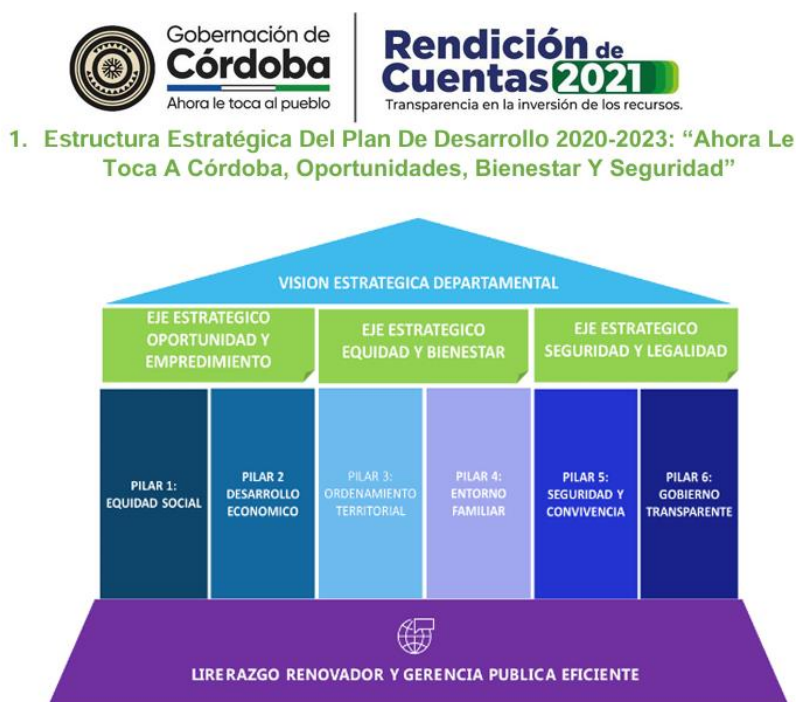 Gobernación de
Córdoba
Ahora le toca al pueblo
Rendición de
Cuentas 2021
Transparencia en la inversión de los recursos.
1. Estructura Estratégica Del Plan De Desarrollo 2020-2023: “Ahora Le
Toca A Córdoba, Oportunidades, Bienestar Y Seguridad”
VISION ESTRATEGICA DEPARTAMENTAL
EJE ESTRATEGICO
OPORTUNIDAD Y
EMPREDIMIENTO
EJE ESTRATEGICO
EQUIDAD Y BIENESTAR
EJE ESTRATEGICO
SEGURIDAD Y LEGALIDAD
PILAR 1:
EQUIDAD SOCIAL
PILAR 2
DESARROLLO
ECONOMICO
PILAR 3:
ORDENAMIENTO
TERRITORIAL
PILAR 4:
ENTORNO
FAMILIAR
PILAR 5:
SEGURIDAD Y
CONVIVENCIA
PILAR 6:
GOBIERNO
TRANSPARENTE
LIRERAZGO RENOVADOR Y GERENCIA PUBLICA EFICIENTE